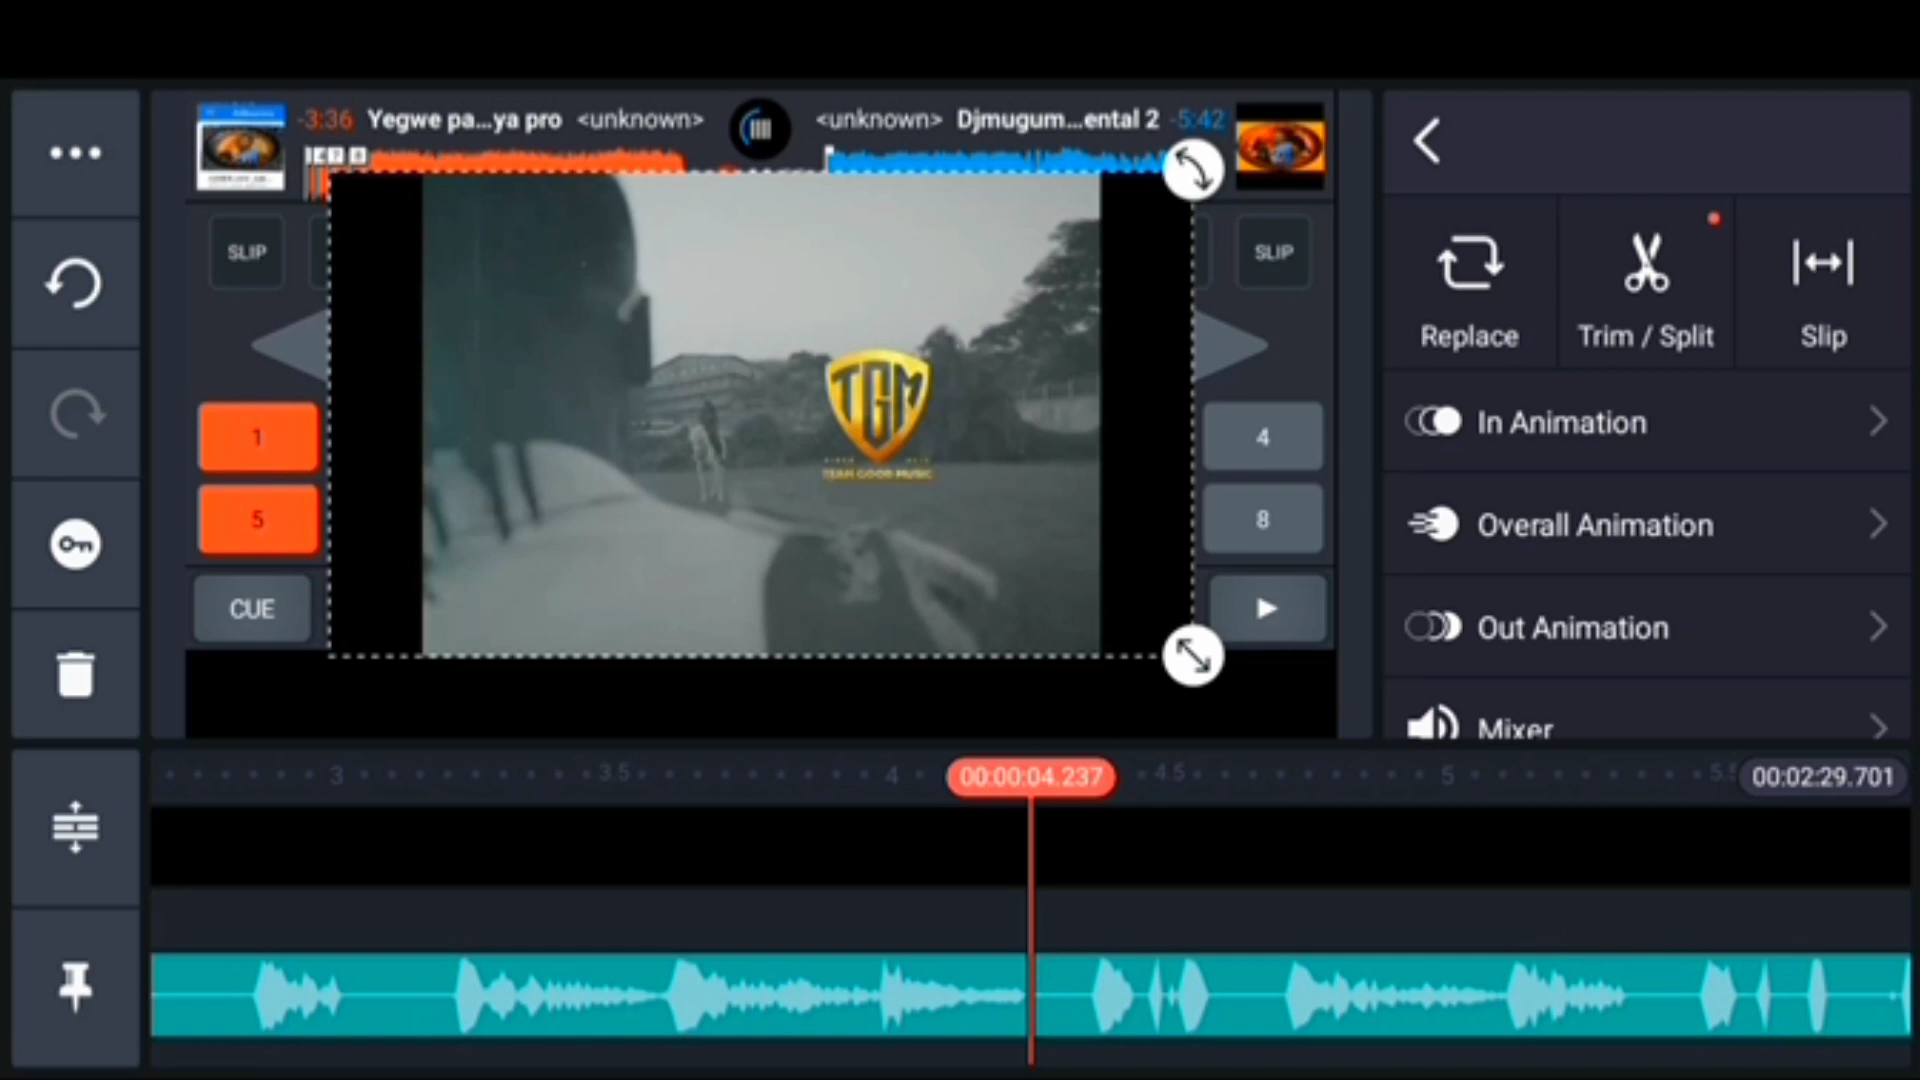 -3:36 Yegwe pa...ya pro <unknown> <unknown> Djmugum...ental 2 -5:42
SLIP
SLIP
Replace
Trim / Split
Slip
TGM
TEAM GOOD MUSIC
1
5
CUE
4
8
In Animation
Overall Animation
Out Animation
Mixer
3
3.5
4
00:00:04.237
4.5
5
5.5
00:02:29.701